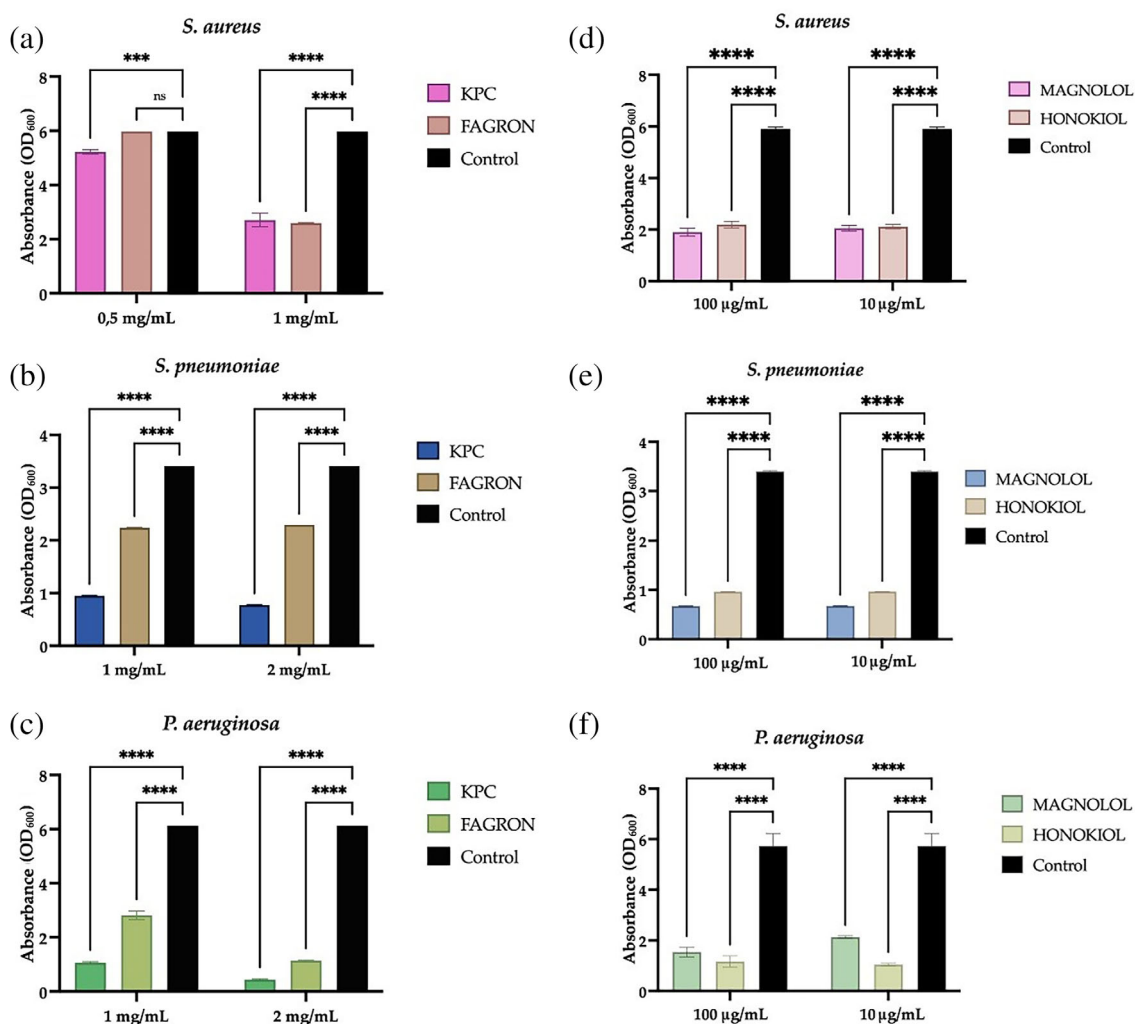 (a)
S. aureus
***
****
ns
****
8
6
4
2
0
Absorbance (OD600)
0,5 mg/mL
1 mg/mL
KPC
FAGRON
Control
(b)
S. pneumoniae
****
****
****
****
4
3
2
1
0
Absorbance (OD600)
1 mg/mL
2 mg/mL
KPC
FAGRON
Control
(c)
P. aeruginosa
****
****
****
****
8
6
4
2
0
Absorbance (OD600)
1 mg/mL
2 mg/mL
KPC
FAGRON
Control
(d)
S. aureus
****
****
****
****
8
6
4
2
0
Absorbance (OD600)
100 µg/mL
10 µg/mL
MAGNOLOL
HONOKIOL
Control
(e)
S. pneumoniae
****
****
****
****
4
3
2
1
0
Absorbance (OD600)
100 µg/mL
10 µg/mL
MAGNOLOL
HONOKIOL
Control
(f)
P. aeruginosa
****
****
****
****
8
6
4
2
0
Absorbance (OD600)
100 µg/mL
10 µg/mL
MAGNOLOL
HONOKIOL
Control